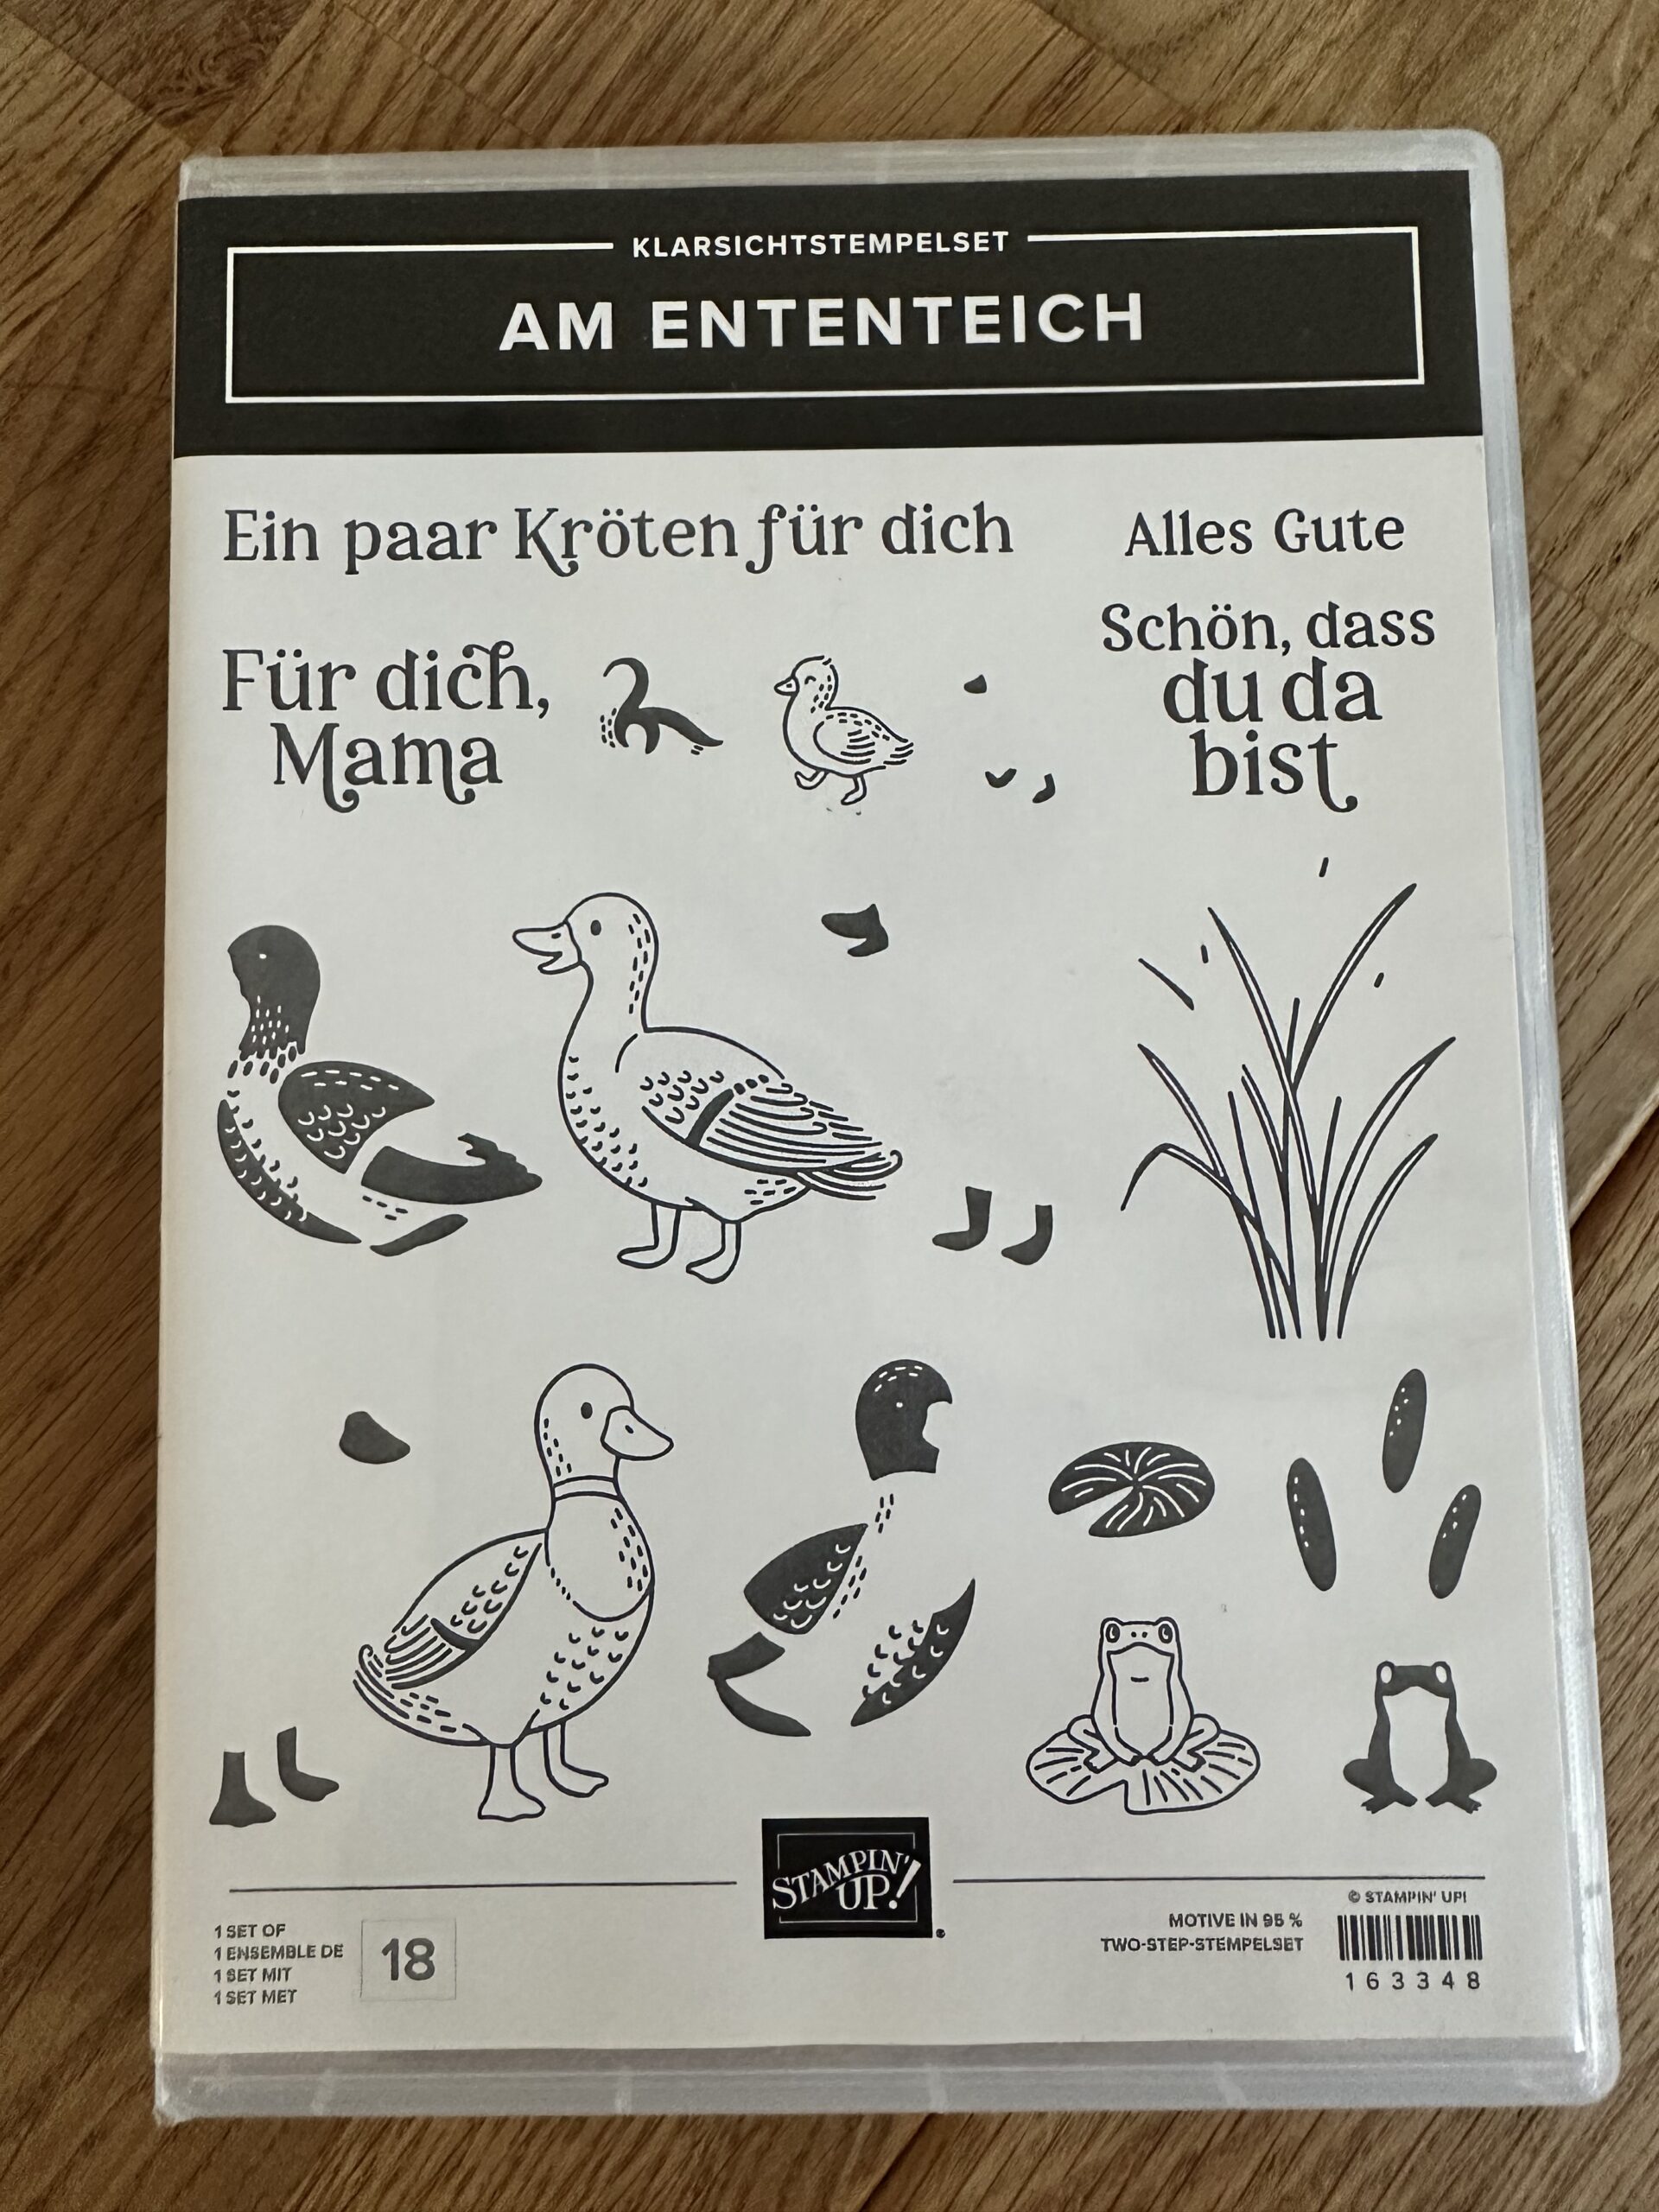 KLARSICHTSTEMPELSET
AM ENTENTEICH
Ein paar Kröten für dich
Alles Gute
Für dich,
Mama
Schön, dass
du da
bist
STAMPIN'
UP!
1 SET OF
1 ENSEMBLE DE
1 SET MIT
1 SET MET
18
MOTIVE IN 95 %
TWO-STEP-STEMPELSET
© STAMPIN' UP!
163348